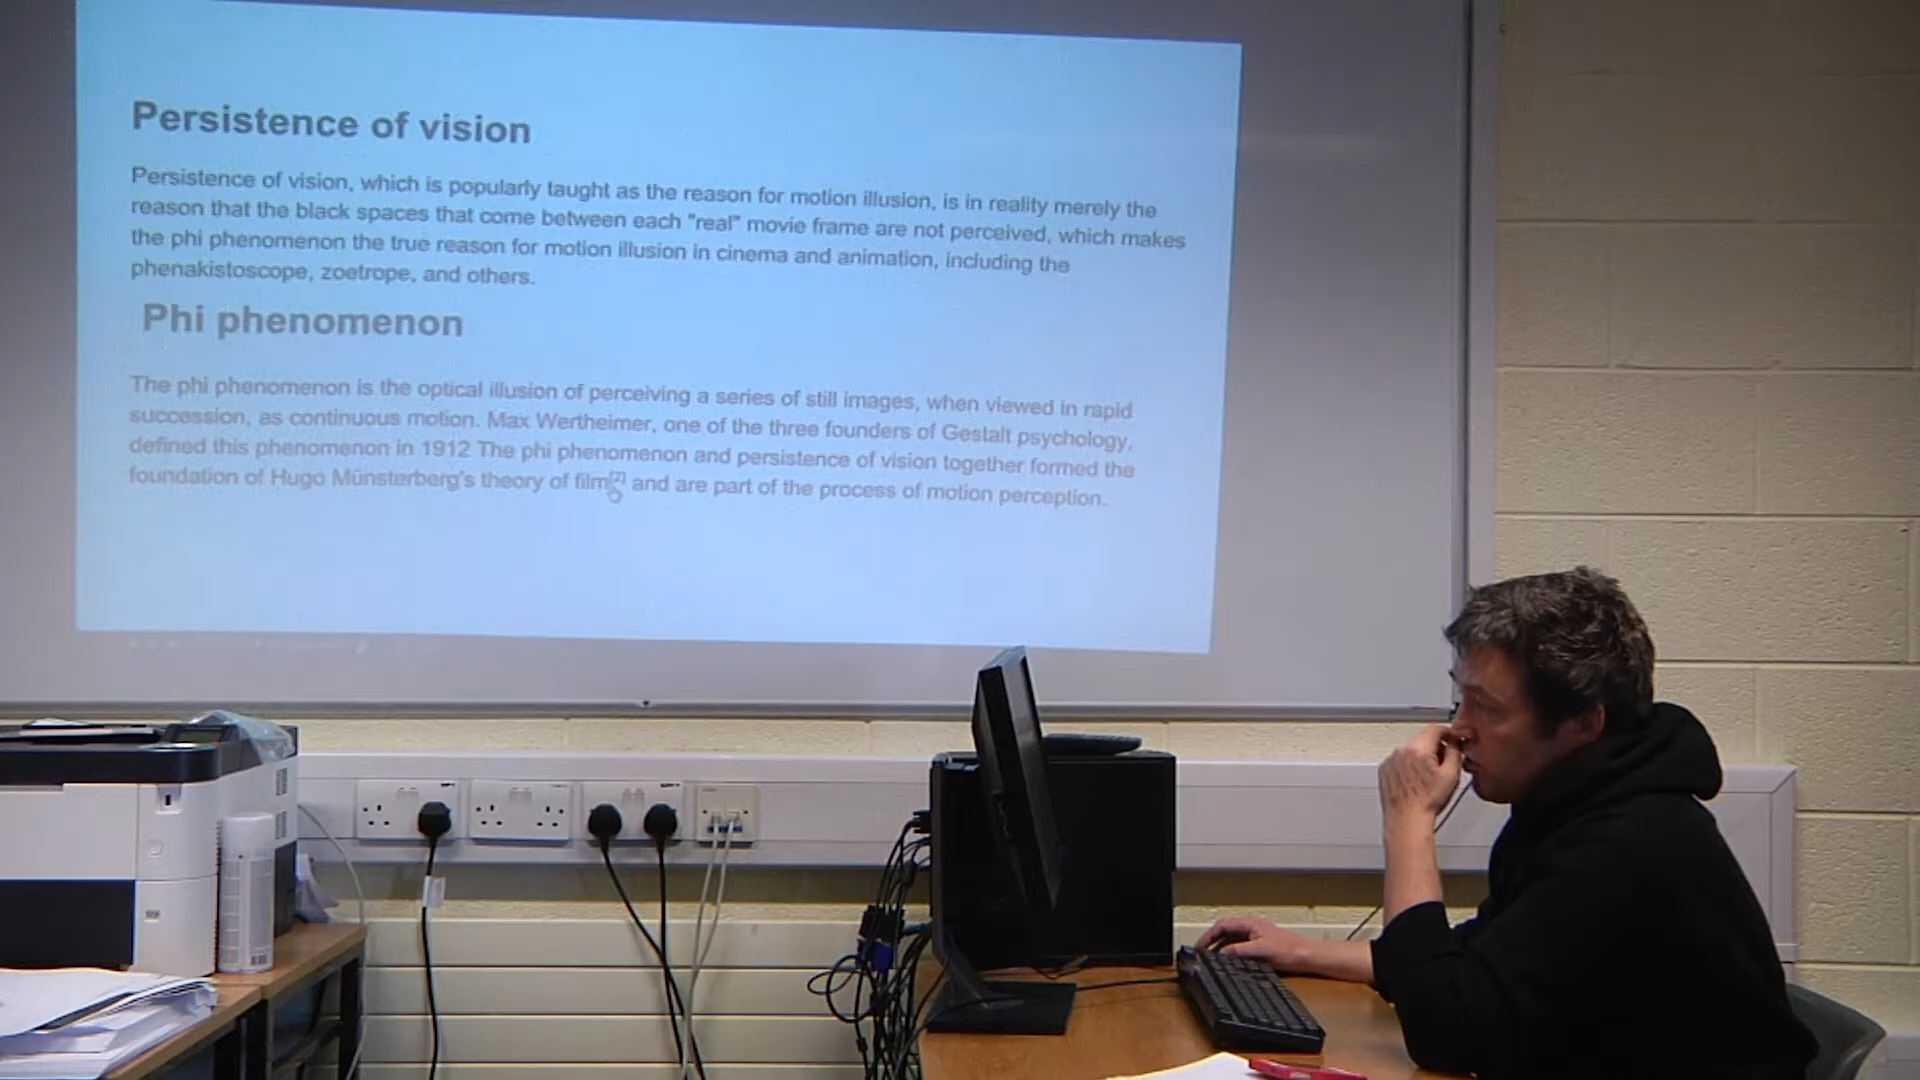 Persistence of vision
Persistence of vision, which is popularly taught as the reason for motion illusion, is in reality merely the
reason that the black spaces that come between each "real" movie frame are not perceived, which makes
the phi phenomenon the true reason for motion illusion in cinema and animation, including the
phenakistoscope, zoetrope, and others.
Phi phenomenon
The phi phenomenon is the optical illusion of perceiving a series of still images, when viewed in rapid
succession, as continuous motion. Max Wertheimer, one of the three founders of Gestalt psychology,
defined this phenomenon in 1912 The phi phenomenon and persistence of vision together formed the
foundation of Hugo Münsterberg's theory of film[2] and are part of the process of motion perception.